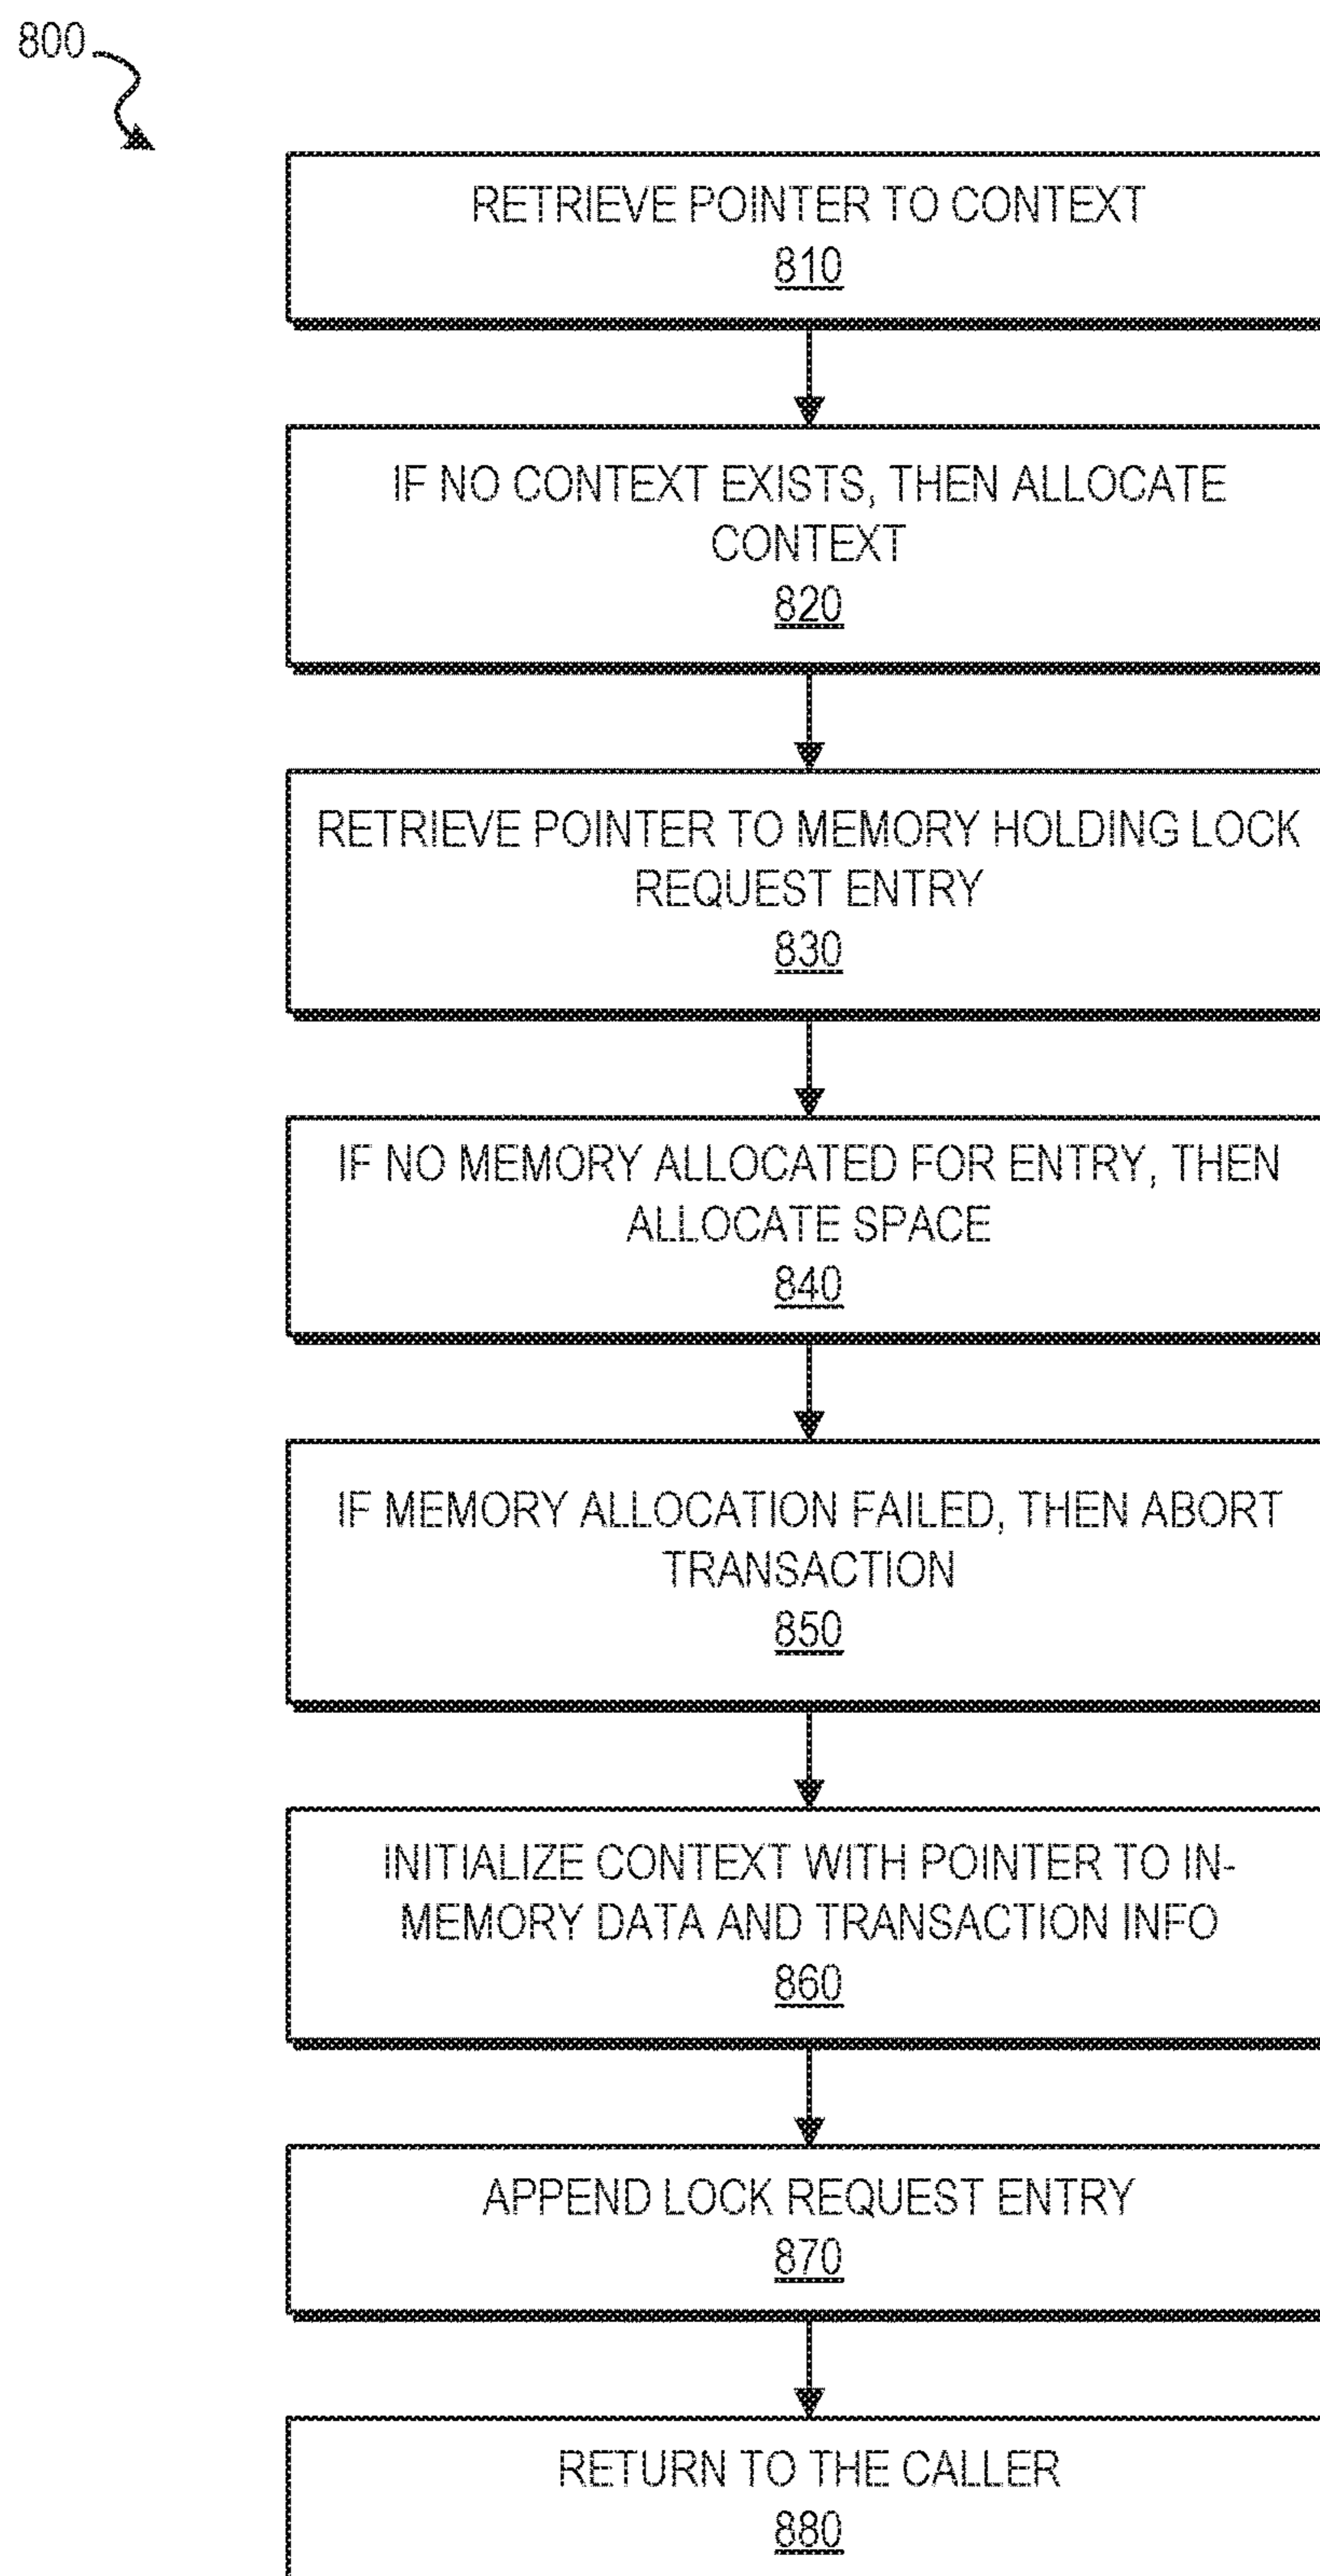 800
RETRIEVE POINTER TO CONTEXT
810
IF NO CONTEXT EXISTS, THEN ALLOCATE
CONTEXT
820
RETRIEVE POINTER TO MEMORY HOLDING LOCK
REQUEST ENTRY
830
IF NO MEMORY ALLOCATED FOR ENTRY, THEN
ALLOCATE SPACE
840
IF MEMORY ALLOCATION FAILED, THEN ABORT
TRANSACTION
850
INITIALIZE CONTEXT WITH POINTER TO IN-
MEMORY DATA AND TRANSACTION INFO
860
APPEND LOCK REQUEST ENTRY
870
RETURN TO THE CALLER
880